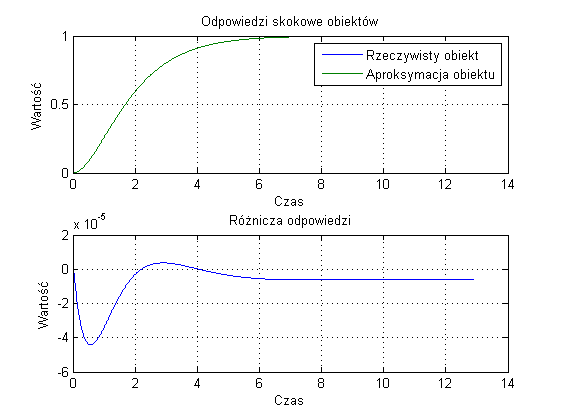 Odpowiedzi skokowe obiektów
Wartość
1
0.5
0
Rzeczywisty obiekt
Aproksymacja obiektu
0 2 4 6 8 10 12 14
Czas
Różnicza odpowiedzi
x 10-5
Wartość
2
0
-2
-4
-6
0 2 4 6 8 10 12 14
Czas